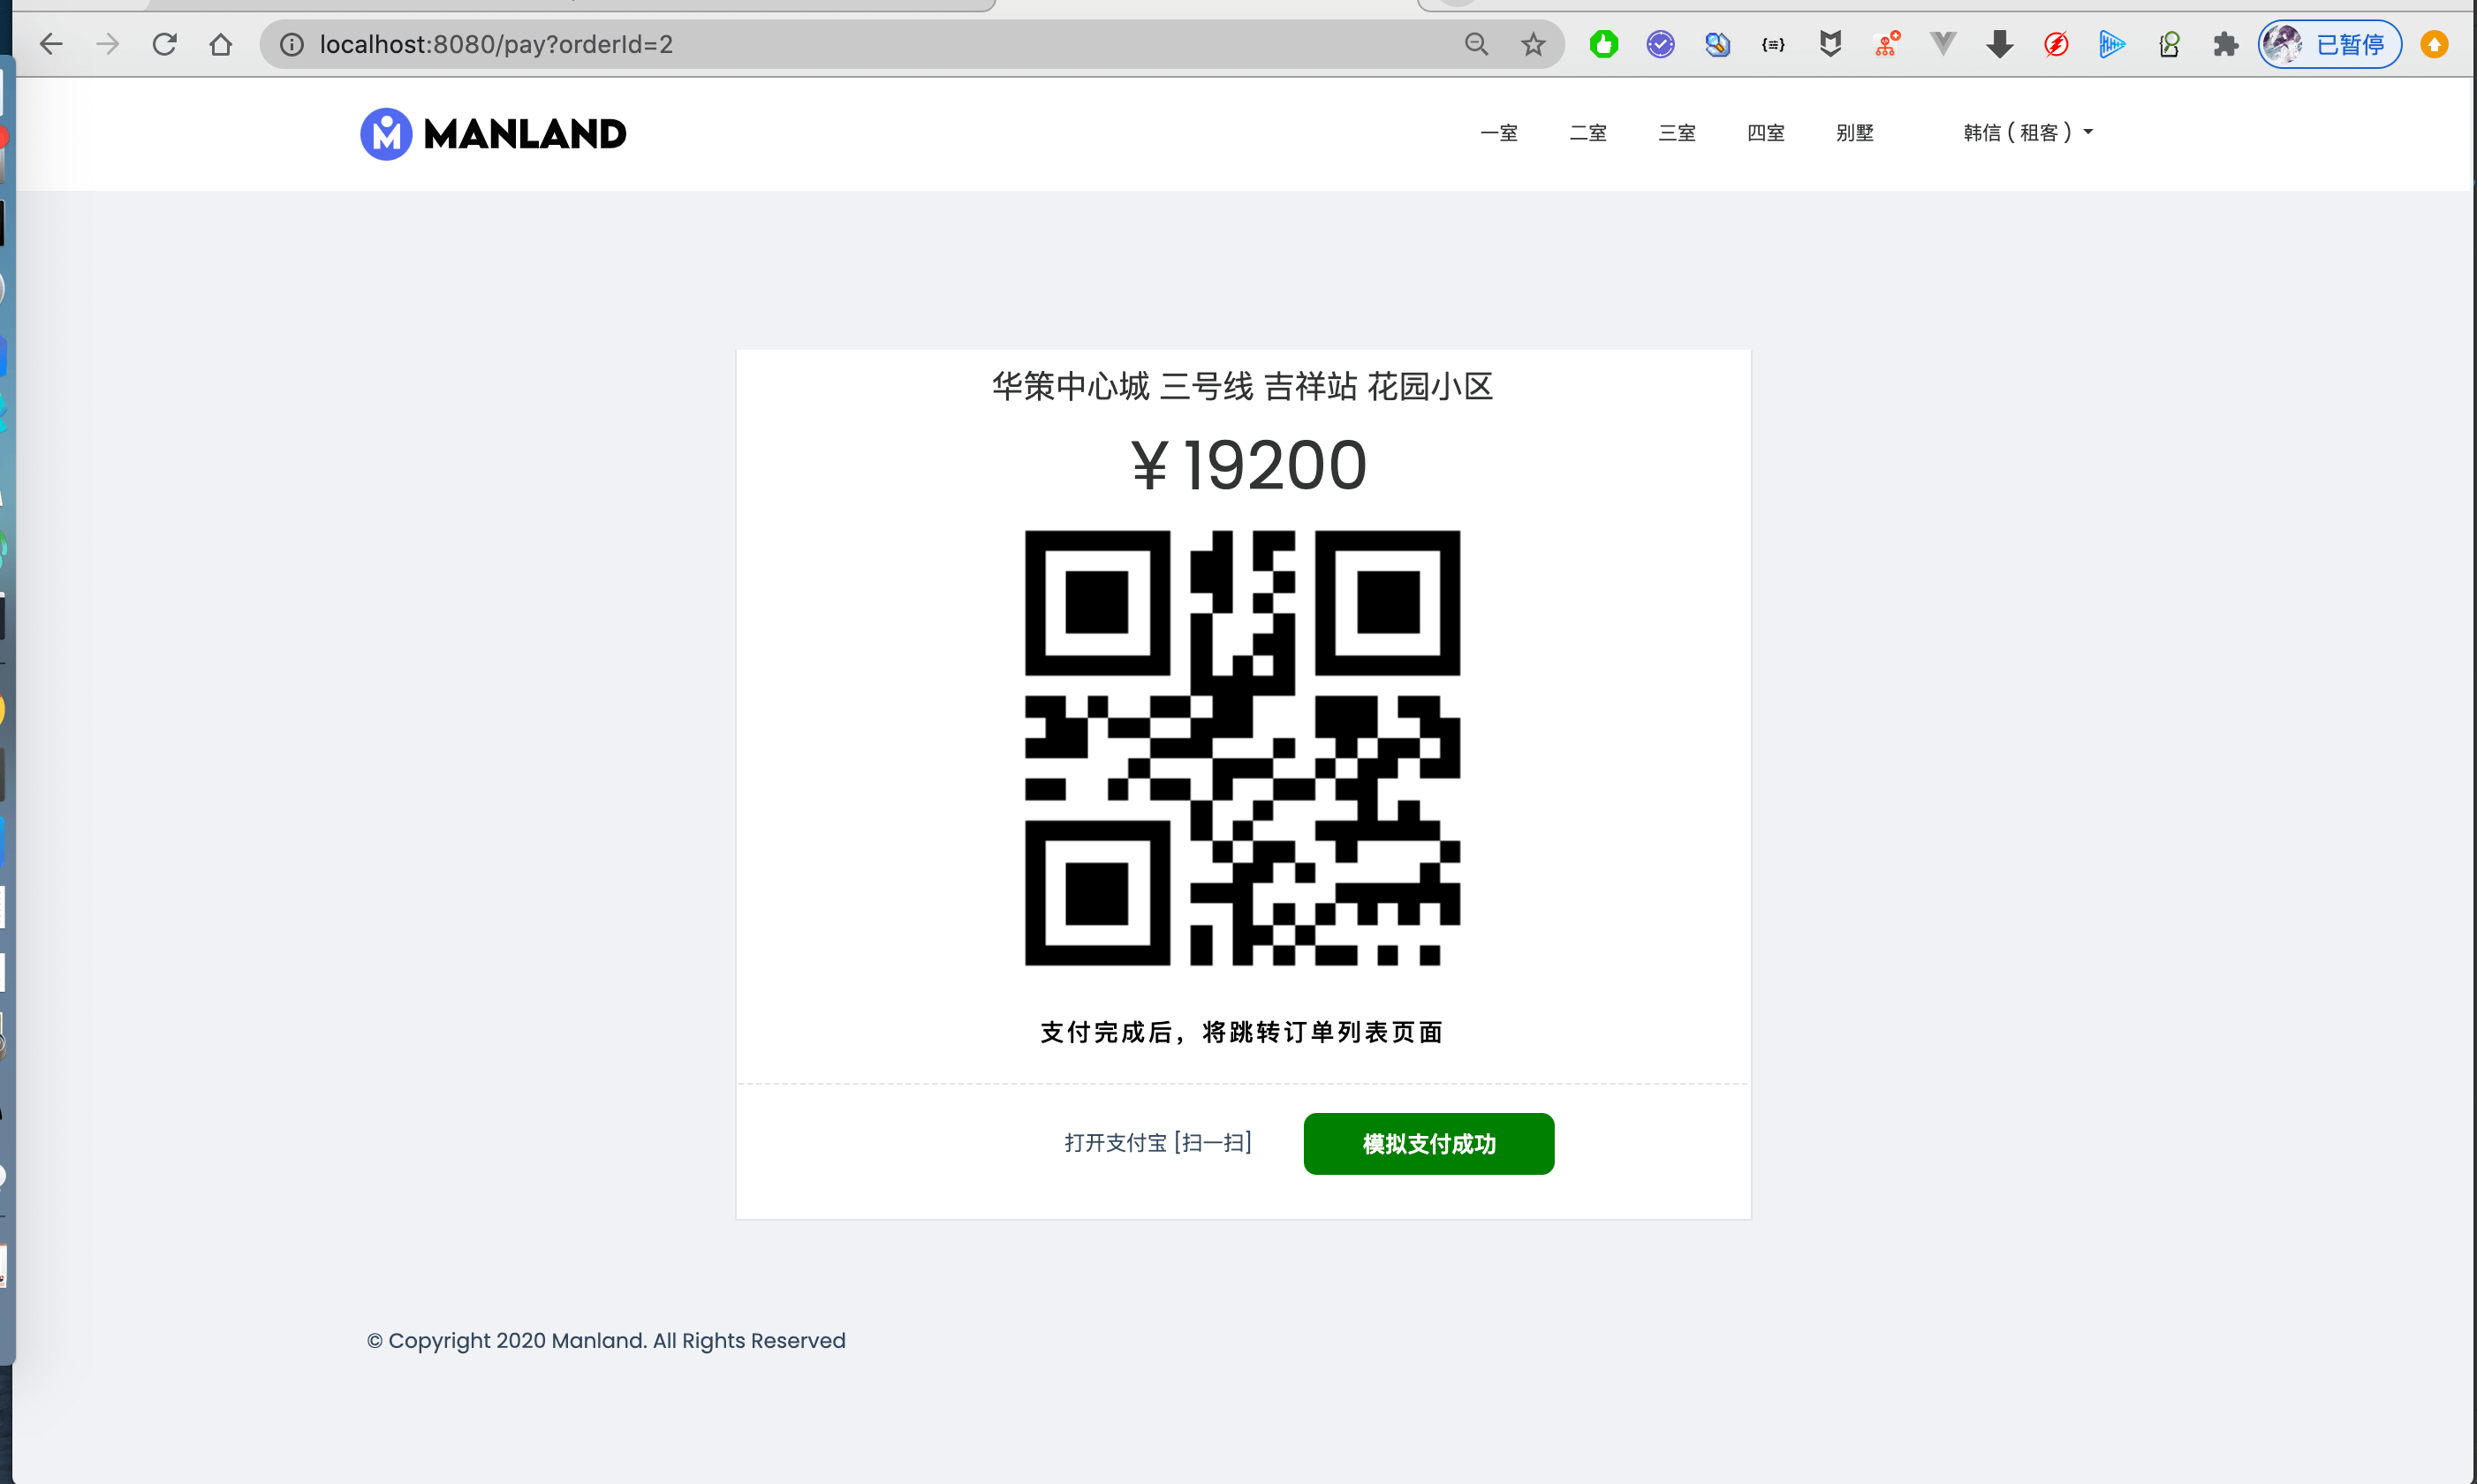 localhost:8080/pay?orderId=2
已暂停
MANLAND
一室 二室 三室 四室 别墅 韩信 ( 租客 )
华策中心城 三号线 吉祥站 花园小区
￥19200
支付完成后，将跳转订单列表页面
打开支付宝 [扫一扫]
模拟支付成功
© Copyright 2020 Manland. All Rights Reserved